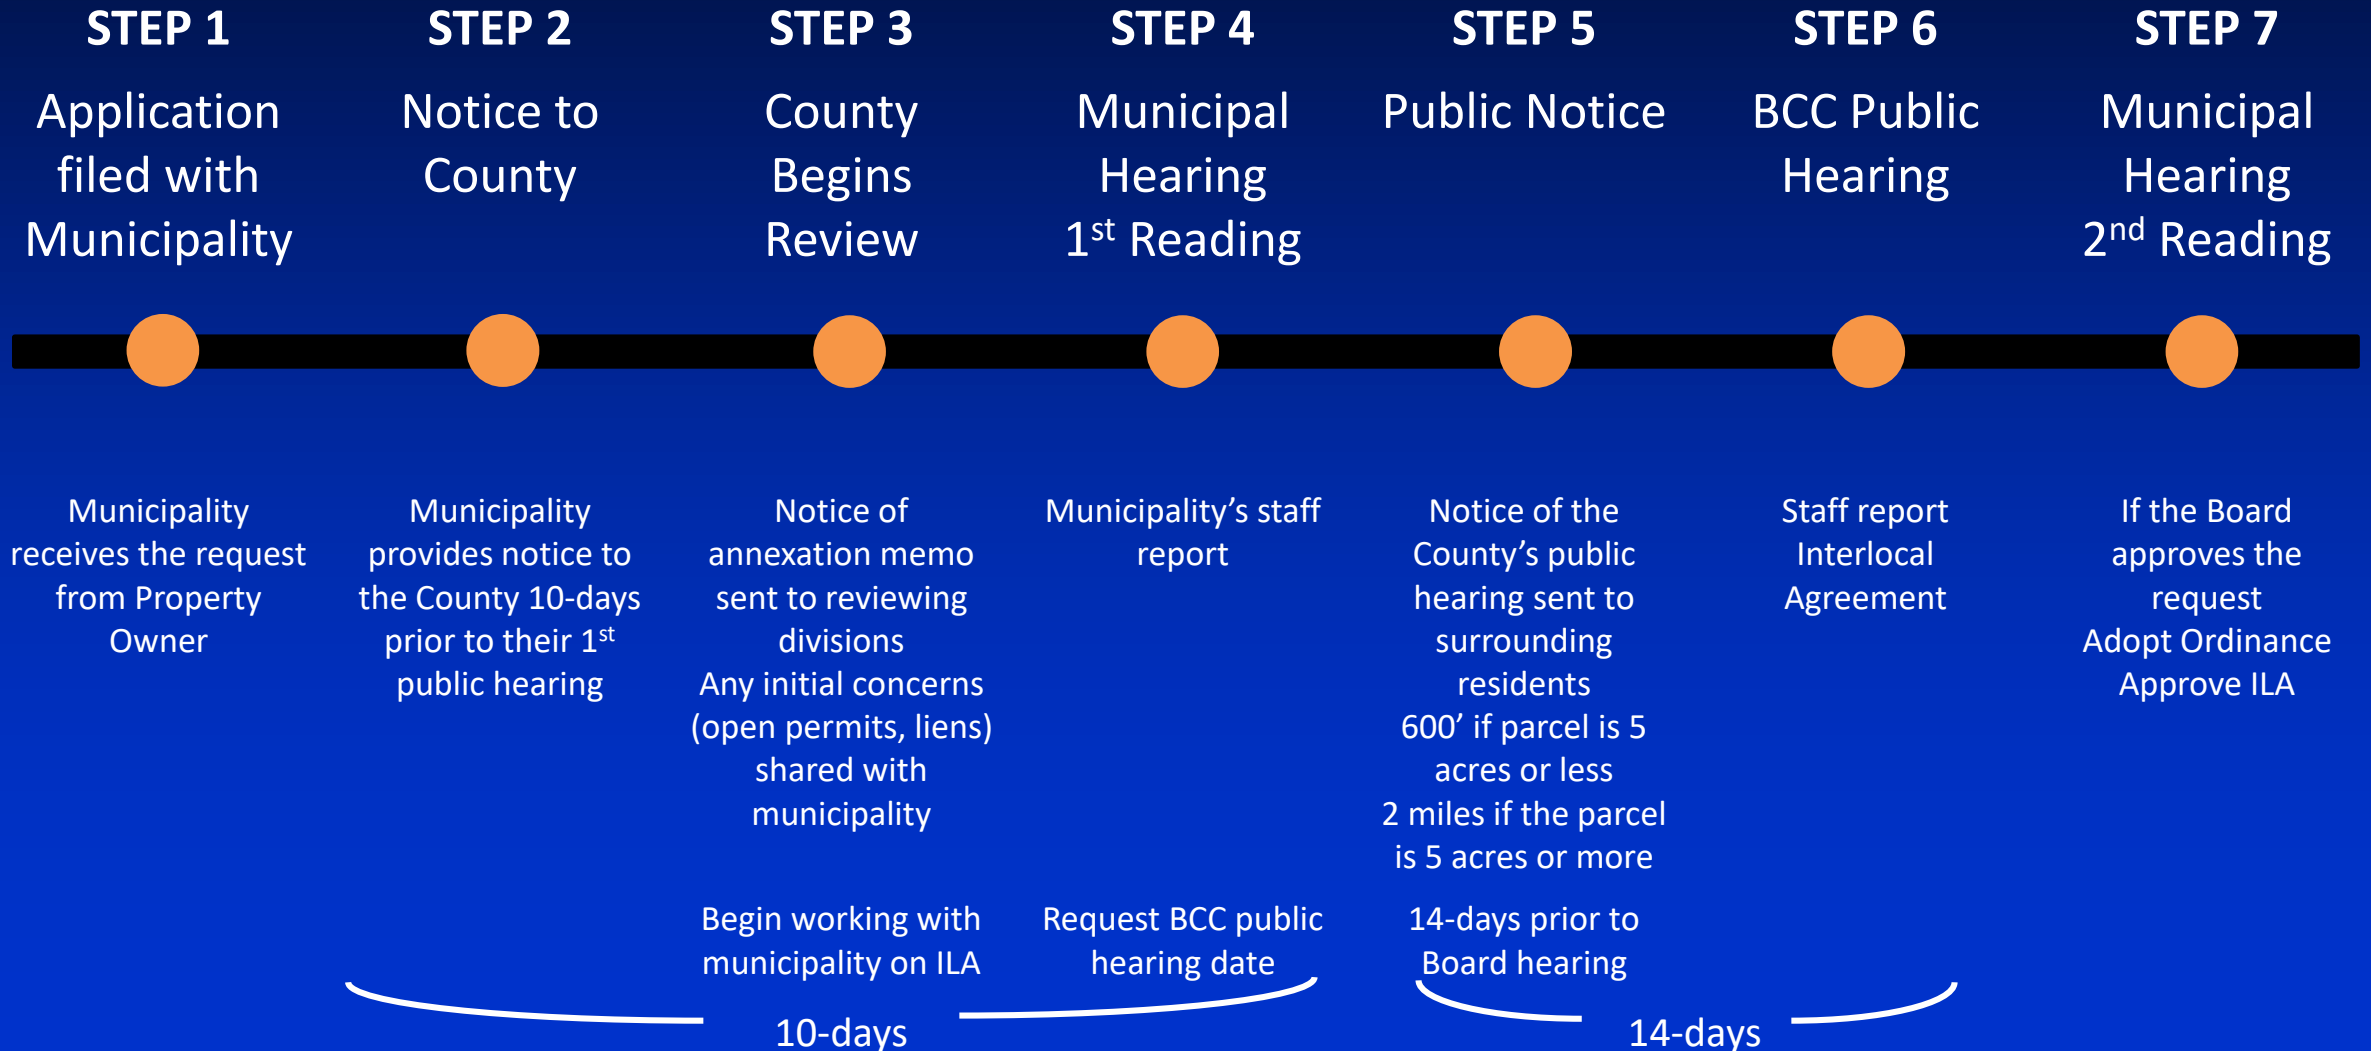 STEP 1
Application
filed with
Municipality
Municipality
receives the request
from Property
Owner
STEP 2
Notice to
County
Municipality
provides notice to
the County 10-days
prior to their 1st
public hearing
STEP 3
County
Begins
Review
Notice of
annexation memo
sent to reviewing
divisions
Any initial concerns
(open permits, liens)
shared with
municipality
Begin working with
municipality on ILA
STEP 4
Municipal
Hearing
1st Reading
Municipality’s staff
report
Request BCC public
hearing date
10-days
STEP 5
Public Notice
Notice of the
County’s public
hearing sent to
surrounding
residents
600’ if parcel is 5
acres or less
2 miles if the parcel
is 5 acres or more
14-days prior to
Board hearing
STEP 6
BCC Public
Hearing
Staff report
Interlocal
Agreement
14-days
STEP 7
Municipal
Hearing
2nd Reading
If the Board
approves the
request
Adopt Ordinance
Approve ILA